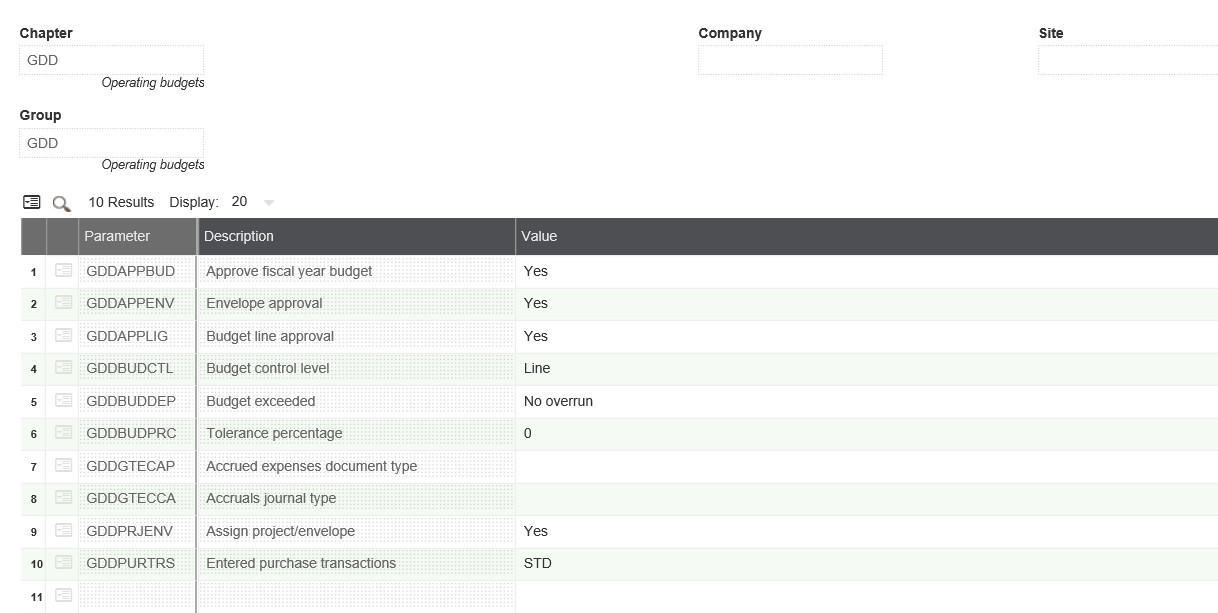 Chapter Company Site
GDD
Operating budgets
Group
GDD
Operating budgets
10 Results Display: 20
Parameter Description Value
1 GDDAPPBUD Approve fiscal year budget Yes
2 GDDAPPENV Envelope approval Yes
3 GDDAPPLIG Budget line approval Yes
4 GDDBUDCTL Budget control level Line
5 GDDBUDDEP Budget exceeded No overrun
6 GDDBUDPRC Tolerance percentage 0
7 GDDGTECAP Accrued expenses document type
8 GDDGTECCA Accruals journal type
9 GDDPRJENV Assign project/envelope Yes
10 GDDPURTRS Entered purchase transactions STD
11